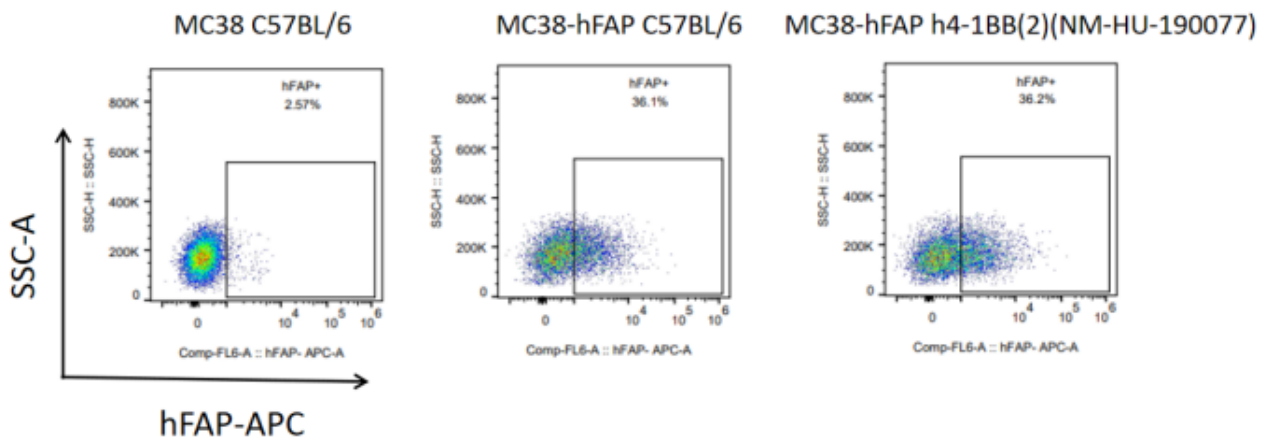 MC38 C57BL/6
MC38-hFAP C57BL/6
MC38-hFAP h4-1BB(2)(NM-HU-190077)
SSC-A
hFAP-APC
hFAP+
2.57%
800K
600K
400K
200K
0
SSC-H :: SSC-H
0 10^4 10^5 10^6
Comp-FL6-A :: hFAP- APC-A
hFAP+
36.1%
800K
600K
400K
200K
0
SSC-H :: SSC-H
0 10^4 10^5 10^6
Comp-FL6-A :: hFAP- APC-A
hFAP+
36.2%
800K
600K
400K
200K
0
SSC-H :: SSC-H
0 10^4 10^5 10^6
Comp-FL6-A :: hFAP- APC-A